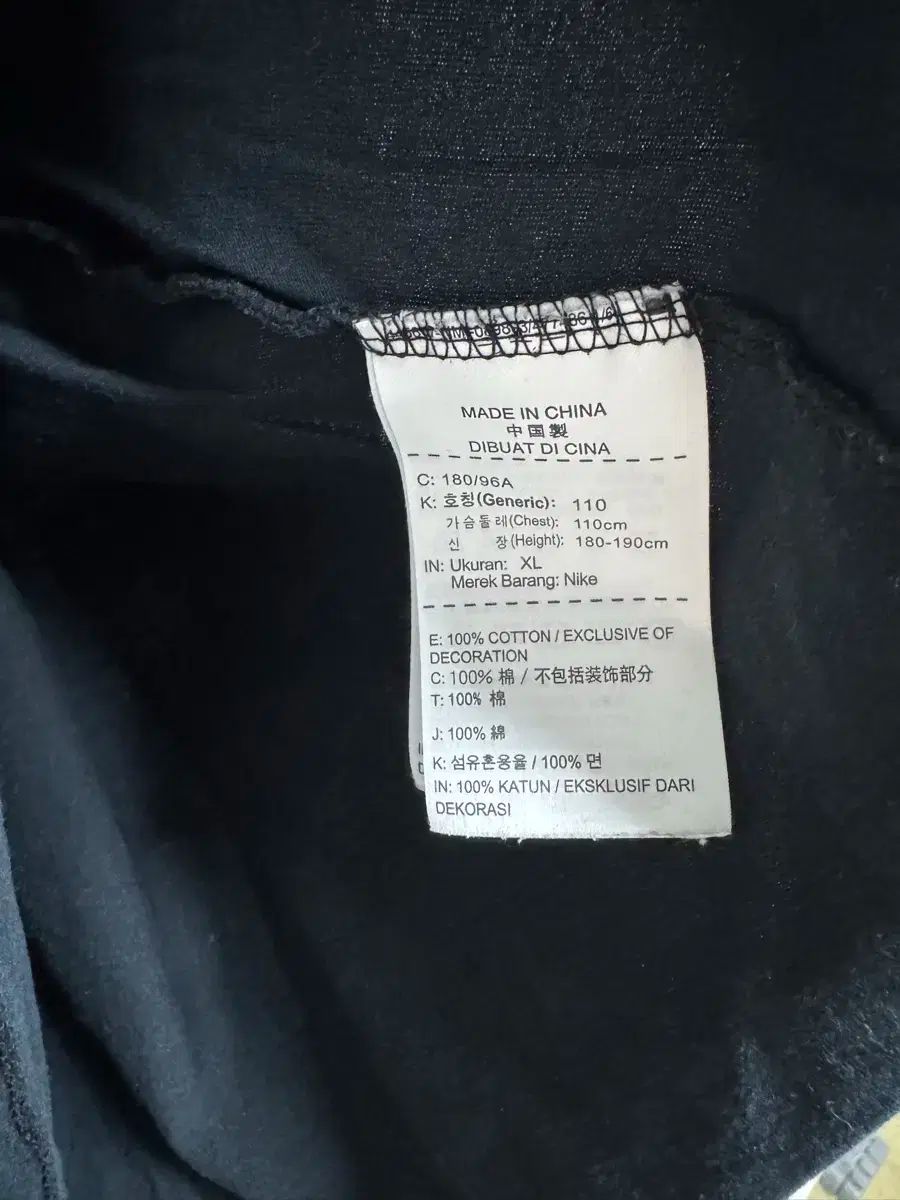 MADE IN CHINA
中国製
DIBUAT DI CINA
C: 180/96A
K: 호칭(Generic): 110
가슴둘레(Chest): 110cm
신 장(Height): 180-190cm
IN: Ukuran: XL
Merek Barang: Nike
E: 100% COTTON / EXCLUSIVE OF
DECORATION
C: 100% 棉 / 不包括装饰部分
T: 100% 棉
J: 100% 綿
K: 섬유혼용율 / 100% 면
IN: 100% KATUN / EKSKLUSIF DARI
DEKORASI